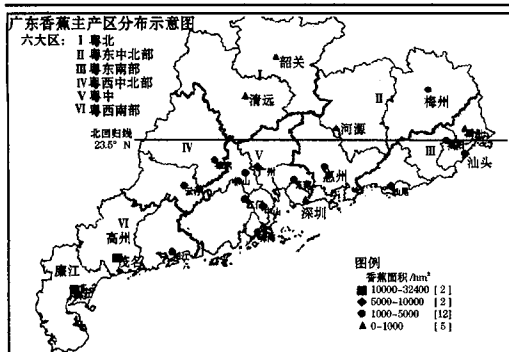 广东香蕉主产区分布示意图
六大区：Ⅰ粤北
Ⅱ粤东中北部
Ⅲ粤东南部
Ⅳ粤西中北部
Ⅴ粤中
Ⅵ粤西南部
韶关
Ⅰ
清远
Ⅱ
梅州
河源
北回归线
23.5° N
Ⅳ
Ⅴ
Ⅲ
汕头
惠州
深圳
Ⅵ
高州
廉江
茂名
图例
香蕉面积/hm²
10000~32400 [2]
5000~10000 [2]
1000~5000 [12]
0~1000 [5]